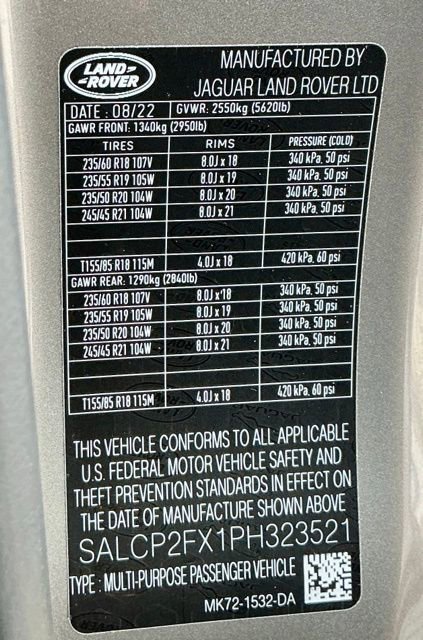 LAND ROVER
MANUFACTURED BY
JAGUAR LAND ROVER LTD
DATE : 08/22 GVWR: 2550kg (5620lb)
GAWR FRONT: 1340kg (2950lb)
TIRES RIMS PRESSURE (COLD)
235/60 R18 107V 8.0J x 18 340 kPa, 50 psi
235/55 R19 105W 8.0J x 19 340 kPa, 50 psi
235/50 R20 104W 8.0J x 20 340 kPa, 50 psi
245/45 R21 104W 8.0J x 21 340 kPa, 50 psi
T155/85 R18 115M 4.0J x 18 420 kPa, 60 psi
GAWR REAR: 1290kg (2840lb)
235/60 R18 107V 8.0J x 18 340 kPa, 50 psi
235/55 R19 105W 8.0J x 19 340 kPa, 50 psi
235/50 R20 104W 8.0J x 20 340 kPa, 50 psi
245/45 R21 104W 8.0J x 21 340 kPa, 50 psi
T155/85 R18 115M 4.0J x 18 420 kPa, 60 psi
THIS VEHICLE CONFORMS TO ALL APPLICABLE
U.S. FEDERAL MOTOR VEHICLE SAFETY AND
THEFT PREVENTION STANDARDS IN EFFECT ON
THE DATE OF MANUFACTURE SHOWN ABOVE
SALCP2FX1PH323521
TYPE : MULTI-PURPOSE PASSENGER VEHICLE
MK72-1532-DA